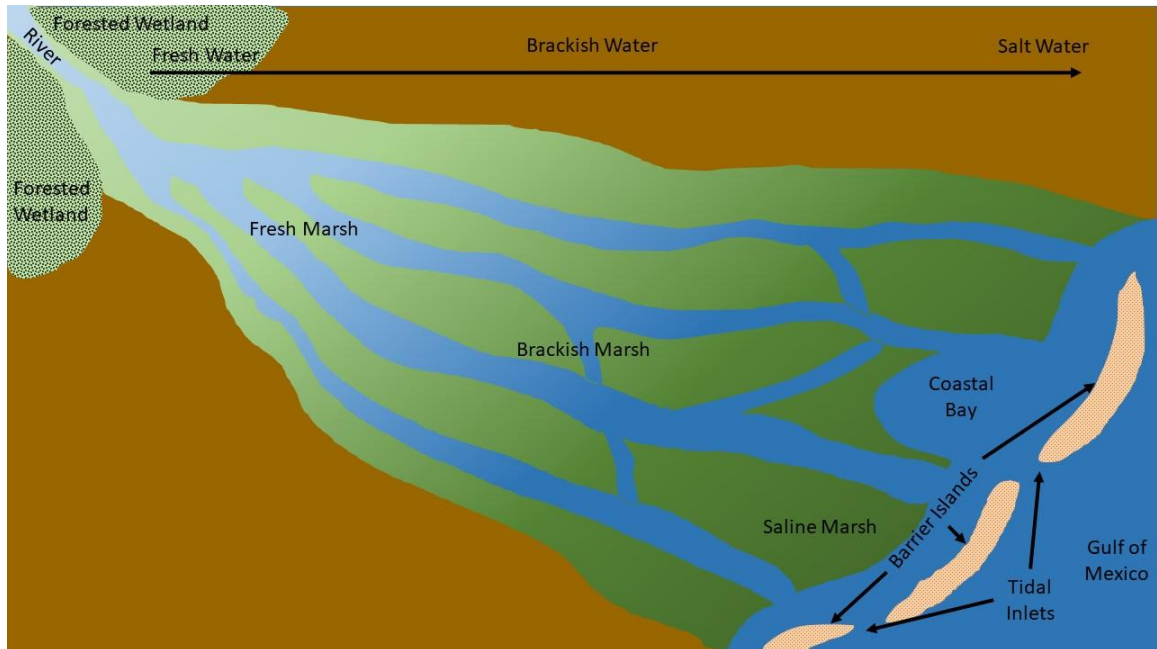 Forested Wetland
River
Fresh Water
Brackish Water
Salt Water
Forested
Wetland
Fresh Marsh
Brackish Marsh
Coastal
Bay
Saline Marsh
Barrier Islands
Gulf of
Mexico
Tidal
Inlets